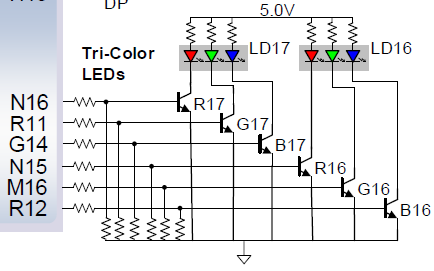 DP
5.0V
Tri-Color
LEDs
LD17
LD16
N16
R17
R11
G17
G14
B17
N15
R16
M16
G16
R12
B16